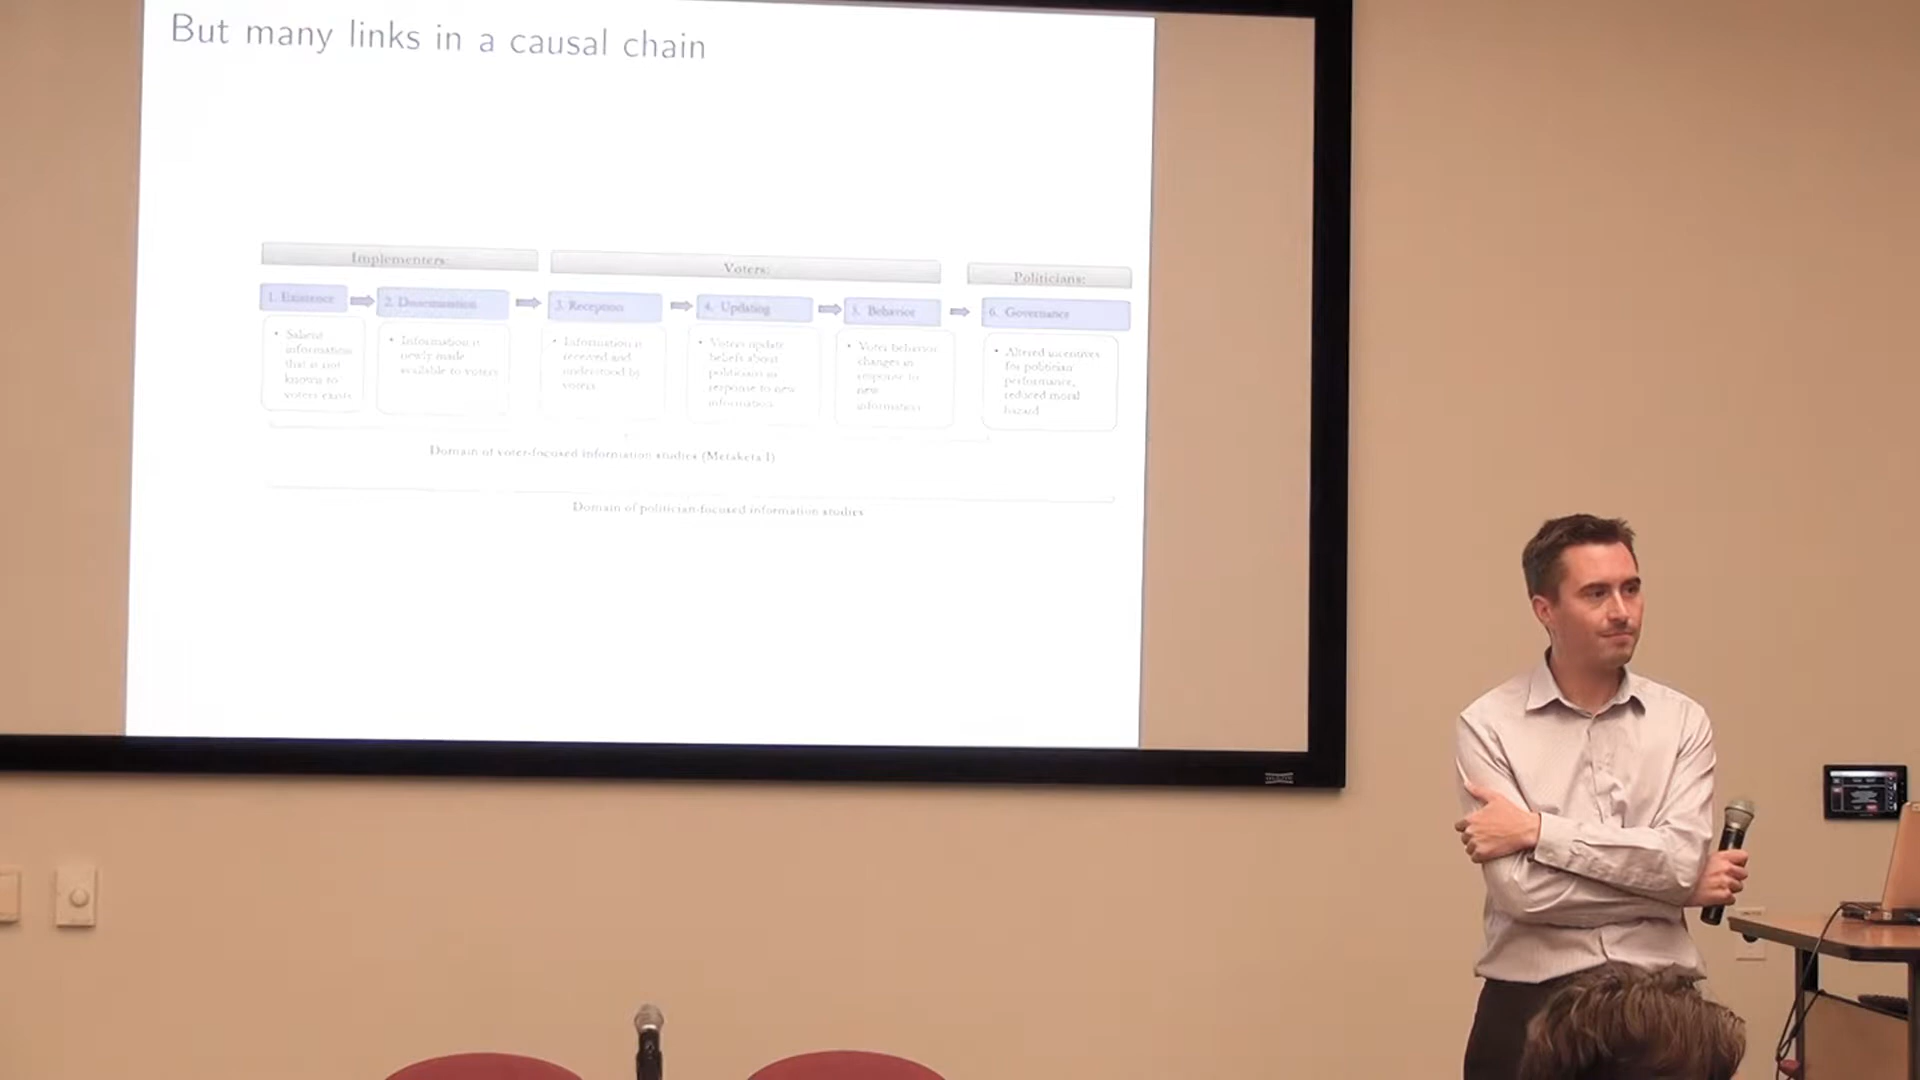 But many links in a causal chain
Implementers:
Voters:
Politicians:
1. Existence
2. Dissemination
3. Reception
4. Updating
5. Behavior
6. Governance
• Salient
information
that is not
known to
voters exists
• Information is
newly made
available to voters
• Information is
received and
understood by
voters
• Voters update
beliefs about
politicians in
response to new
information
• Voter behavior
changes in
response to
new
information
• Altered incentives
for politician
performance,
reduced moral
hazard
Domain of voter-focused information studies (Metaketa I)
Domain of politician-focused information studies